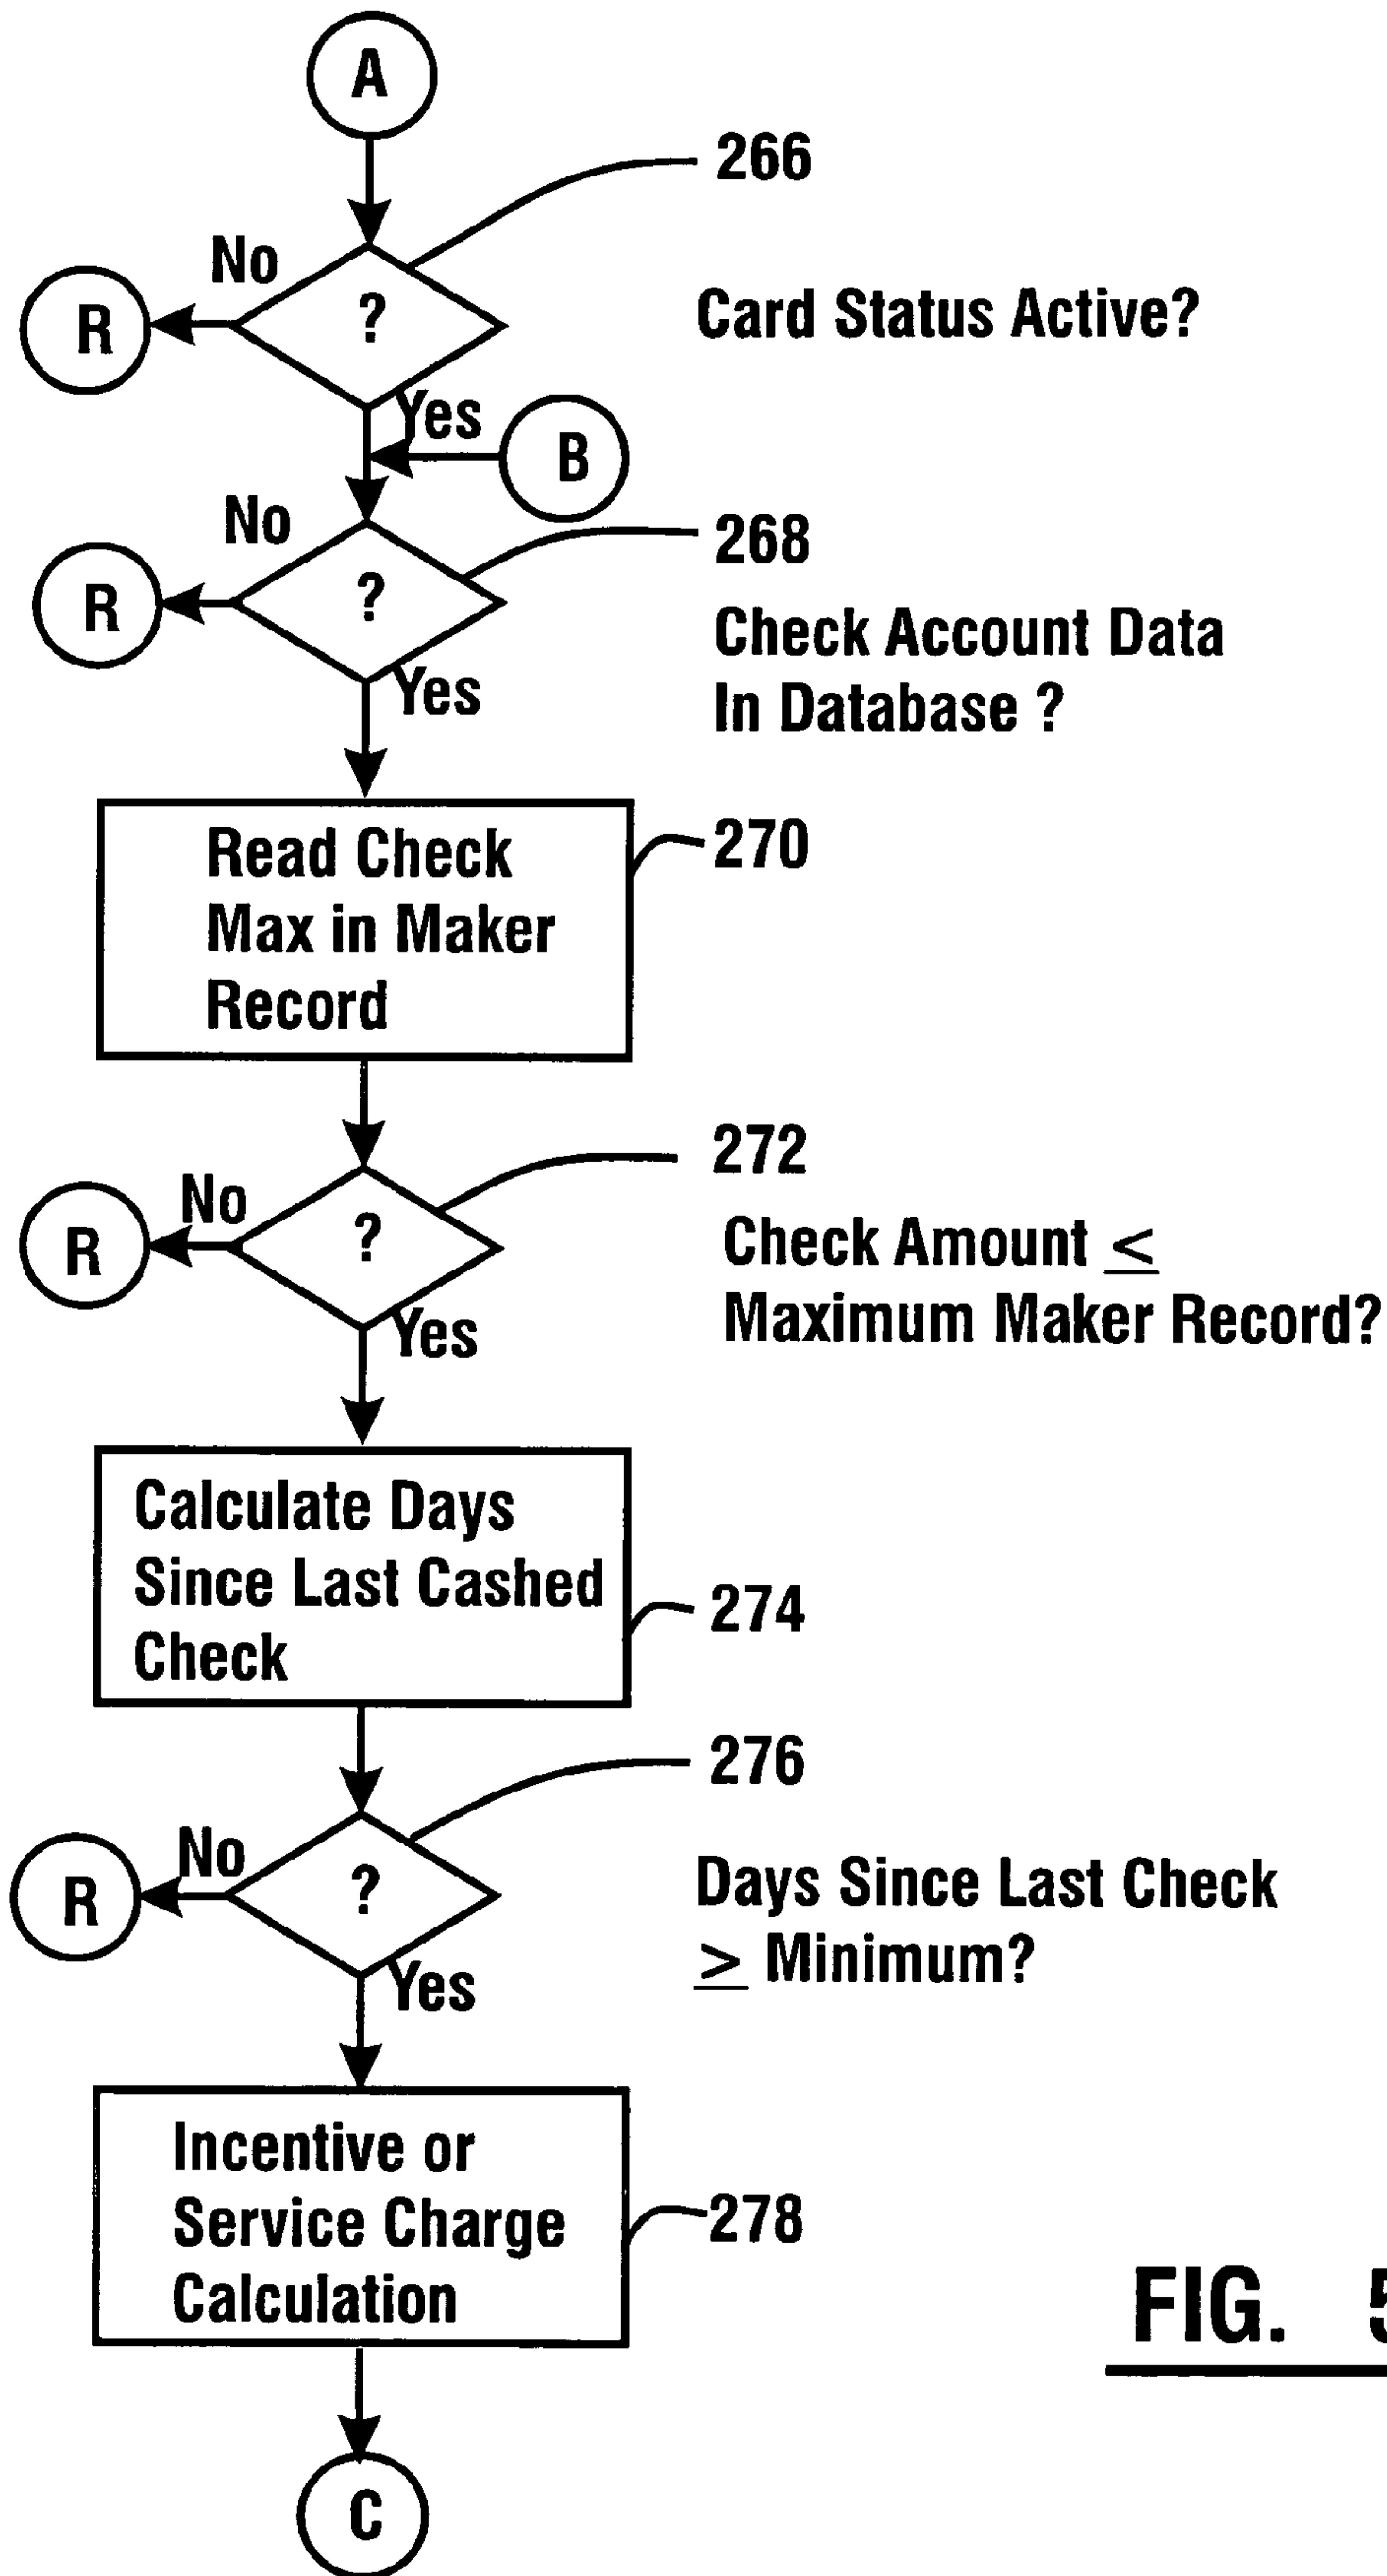 A
266
No
R
?
Card Status Active?
Yes
B
No
268
R
?
Check Account Data
In Database ?
Yes
Read Check
Max in Maker
Record
270
272
No
R
?
Check Amount ≤
Maximum Maker Record?
Yes
Calculate Days
Since Last Cashed
Check
274
276
No
R
?
Days Since Last Check
≥ Minimum?
Yes
Incentive or
Service Charge
Calculation
278
FIG. 5
C